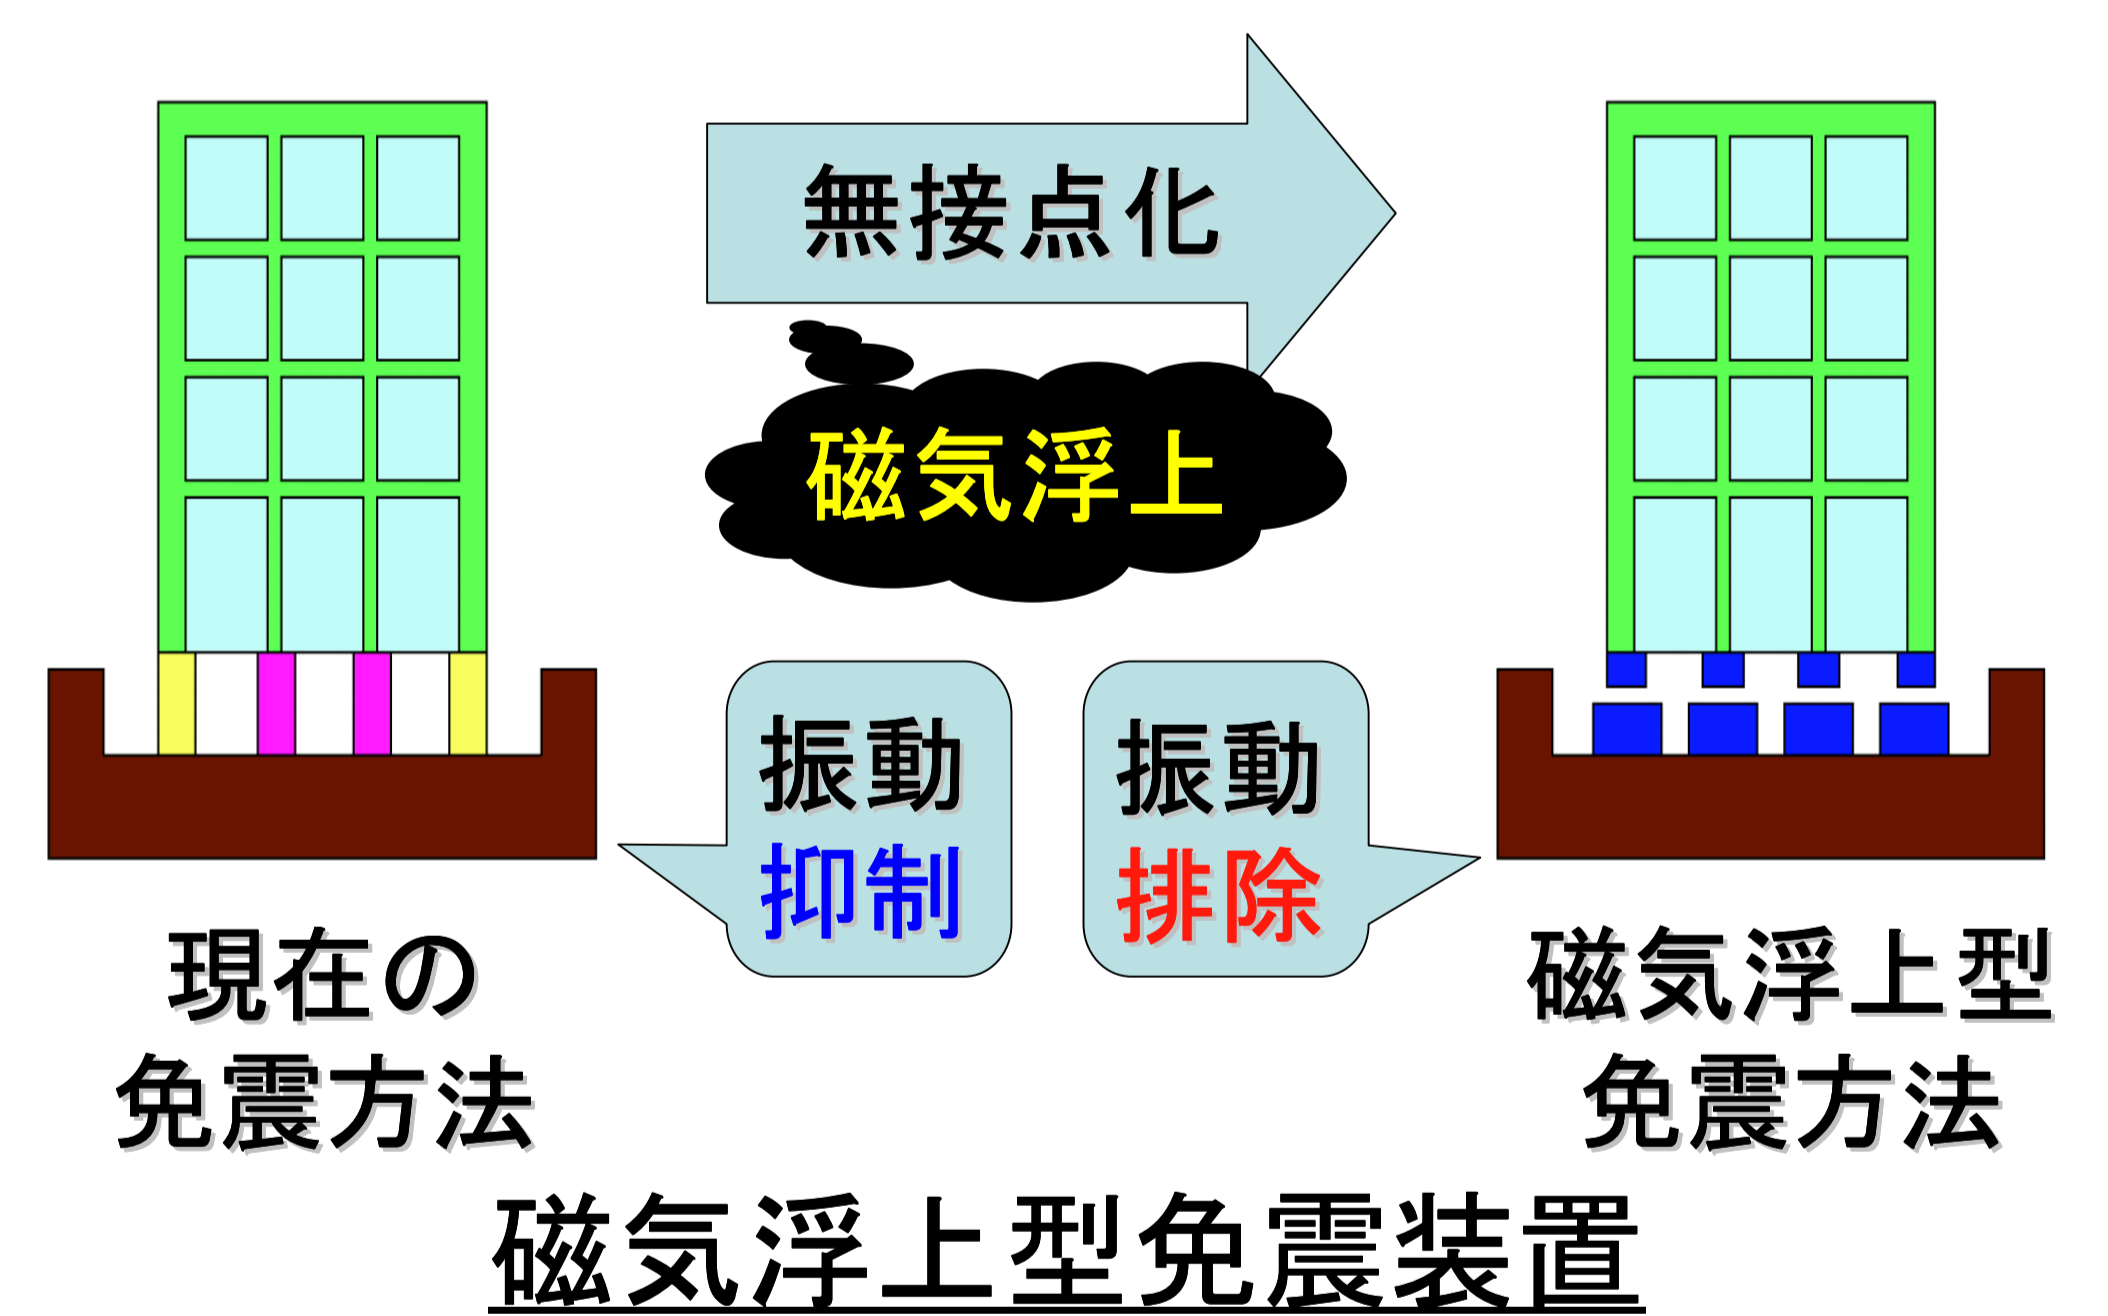 無接点化
磁気浮上
振動
抑制
振動
排除
現在の
免震方法
磁気浮上型
免震方法
磁気浮上型免震装置